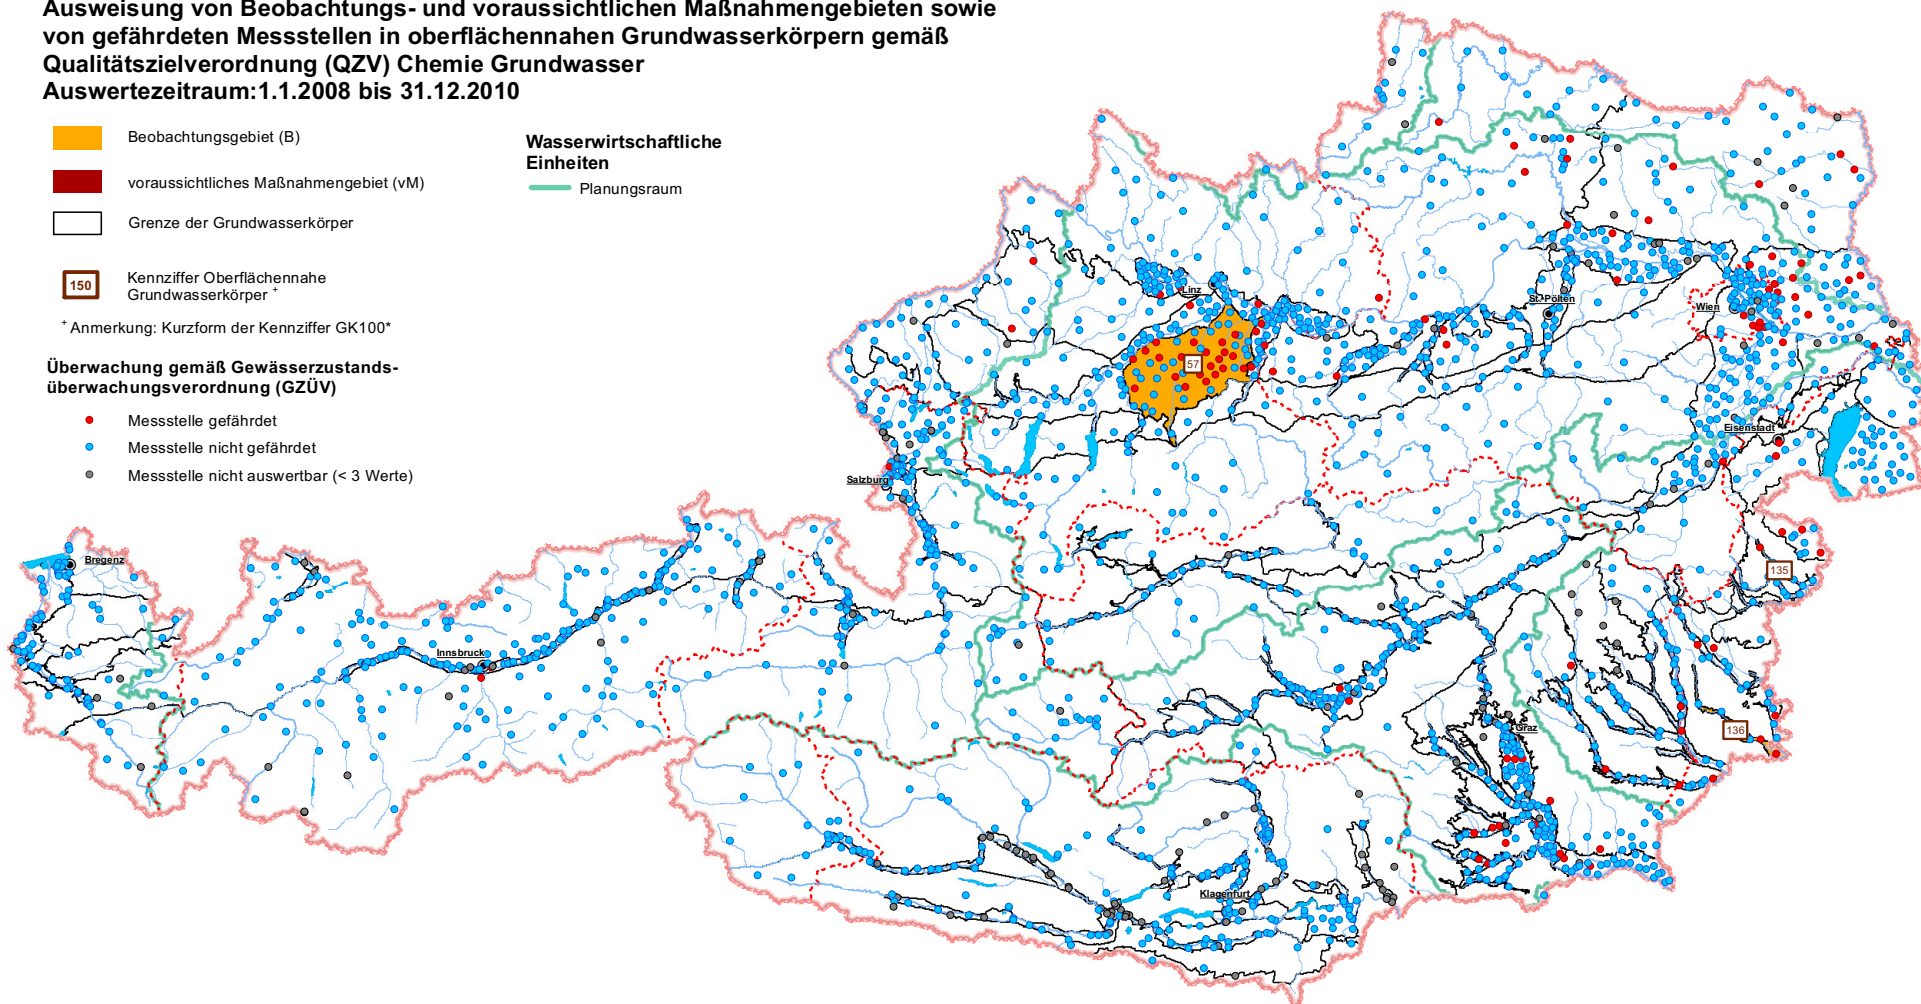 Ausweisung von Beobachtungs- und voraussichtlichen Maßnahmengebieten sowie
von gefährdeten Messstellen in oberflächennahen Grundwasserkörpern gemäß
Qualitätszielverordnung (QZV) Chemie Grundwasser
Auswertezeitraum:1.1.2008 bis 31.12.2010
Beobachtungsgebiet (B)
voraussichtliches Maßnahmengebiet (vM)
Grenze der Grundwasserkörper
150
Kennziffer Oberflächennahe
Grundwasserkörper +
+ Anmerkung: Kurzform der Kennziffer GK100*
Überwachung gemäß Gewässerzustands-
überwachungsverordnung (GZÜV)
Messstelle gefährdet
Messstelle nicht gefährdet
Messstelle nicht auswertbar (< 3 Werte)
Wasserwirtschaftliche
Einheiten
Planungsraum
Linz
St. Pölten
Wien
57
Eisenstadt
Salzburg
Bregenz
135
Innsbruck
Graz
136
Klagenfurt